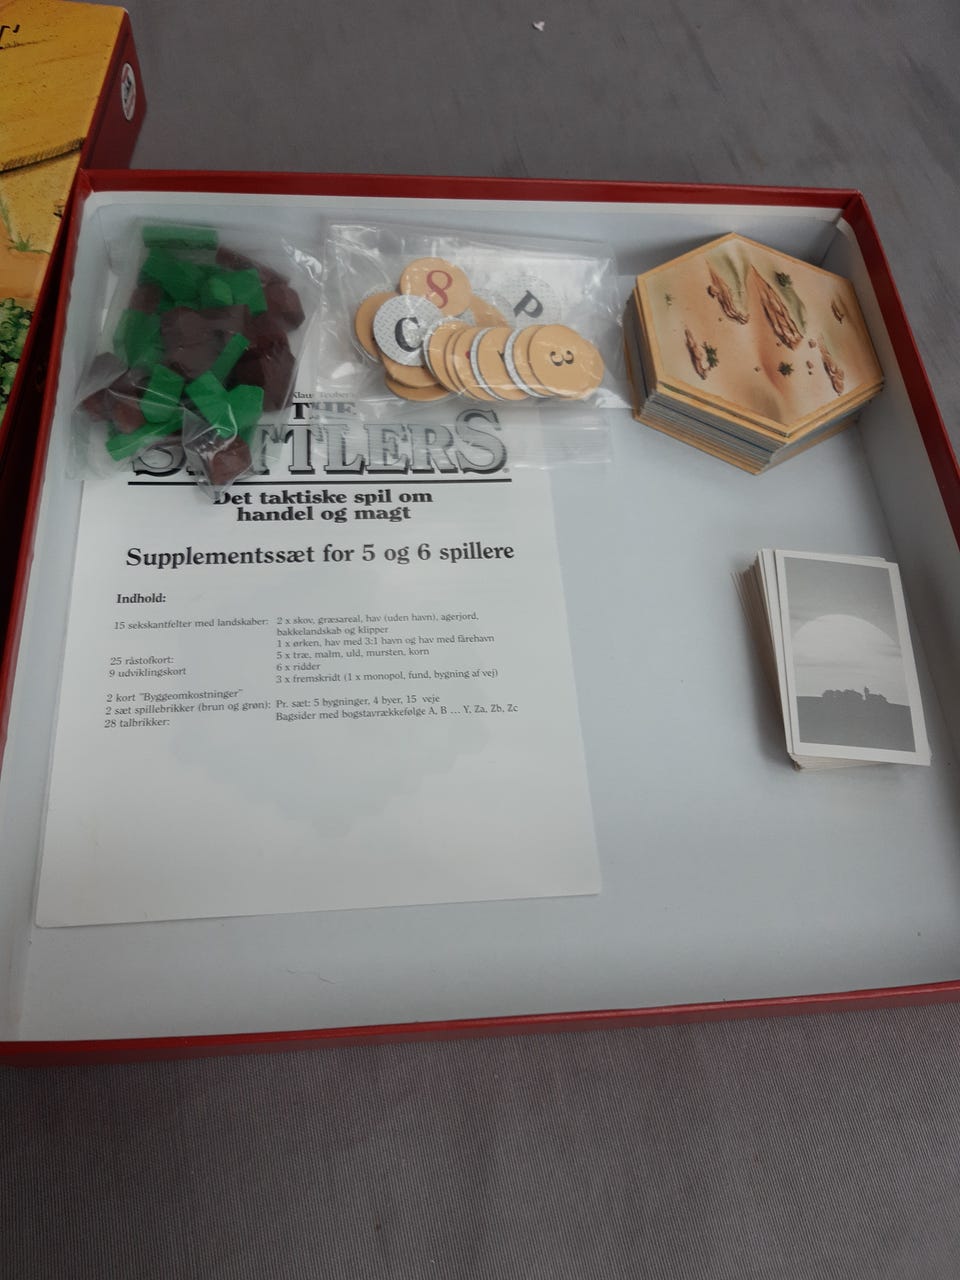 8
P
C
3
Klaus Teuber's
THE
SETTLERS
Det taktiske spil om
handel og magt
Supplementssæt for 5 og 6 spillere
Indhold:
15 sekskantfelter med landskaber: 2 x skov, græsareal, hav (uden havn), agerjord,
bakkelandskab og klipper
1 x ørken, hav med 3:1 havn og hav med fårehavn
25 råstofkort: 5 x træ, malm, uld, mursten, korn
9 udviklingskort 6 x ridder
3 x fremskridt (1 x monopol, fund, bygning af vej)
2 kort "Byggeomkostninger"
2 sæt spillebrikker (brun og grøn): Pr. sæt: 5 bygninger, 4 byer, 15 veje
28 talbrikker: Bagsider med bogstavrækkefølge A, B ... Y, Za, Zb, Zc